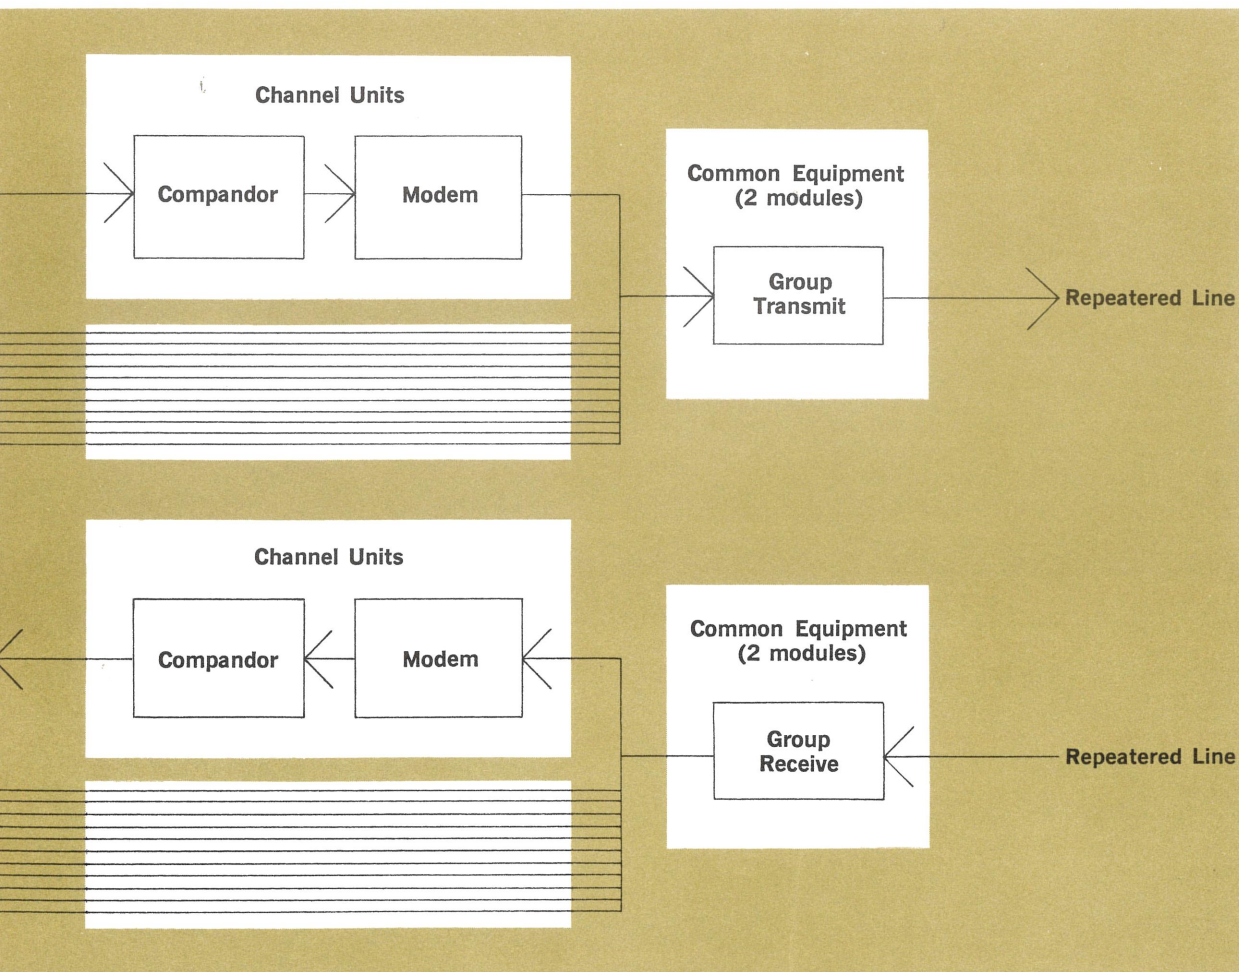 Channel Units
Compandor
Modem
Common Equipment
(2 modules)
Group
Transmit
Repeatered Line
Channel Units
Compandor
Modem
Common Equipment
(2 modules)
Group
Receive
Repeatered Line